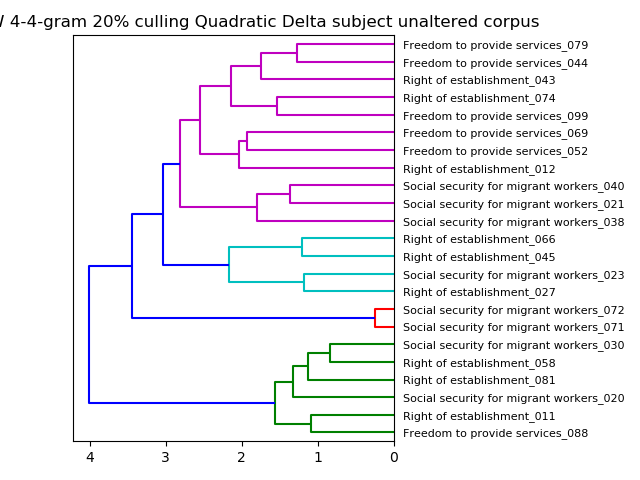 4-4-gram 20% culling Quadratic Delta subject unaltered corpus
Freedom to provide services_079
Freedom to provide services_044
Right of establishment_043
Right of establishment_074
Freedom to provide services_099
Freedom to provide services_069
Freedom to provide services_052
Right of establishment_012
Social security for migrant workers_040
Social security for migrant workers_021
Social security for migrant workers_038
Right of establishment_066
Right of establishment_045
Social security for migrant workers_023
Right of establishment_027
Social security for migrant workers_072
Social security for migrant workers_071
Social security for migrant workers_030
Right of establishment_058
Right of establishment_081
Social security for migrant workers_020
Right of establishment_011
Freedom to provide services_088
4 3 2 1 0